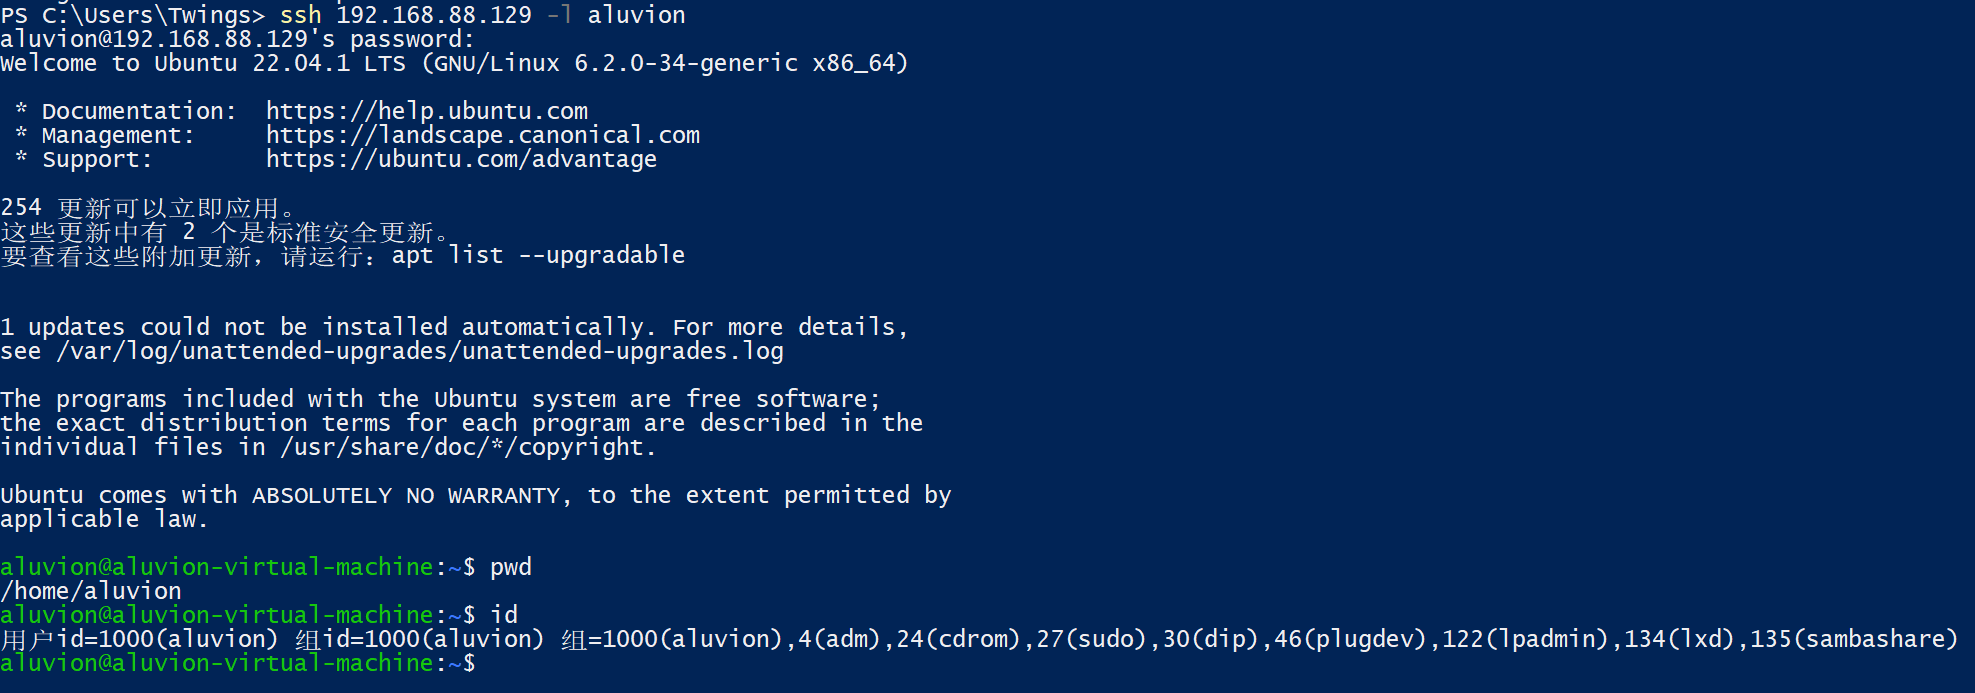 PS C:\Users\Twings> ssh 192.168.88.129 -l aluvion
aluvion@192.168.88.129's password:
Welcome to Ubuntu 22.04.1 LTS (GNU/Linux 6.2.0-34-generic x86_64)
* Documentation:  https://help.ubuntu.com
* Management:     https://landscape.canonical.com
* Support:        https://ubuntu.com/advantage
254 更新可以立即应用。
这些更新中有 2 个是标准安全更新。
要查看这些附加更新，请运行：apt list --upgradable
1 updates could not be installed automatically. For more details,
see /var/log/unattended-upgrades/unattended-upgrades.log
The programs included with the Ubuntu system are free software;
the exact distribution terms for each program are described in the
individual files in /usr/share/doc/*/copyright.
Ubuntu comes with ABSOLUTELY NO WARRANTY, to the extent permitted by
applicable law.
aluvion@aluvion-virtual-machine:~$ pwd
/home/aluvion
aluvion@aluvion-virtual-machine:~$ id
用户id=1000(aluvion) 组id=1000(aluvion) 组=1000(aluvion),4(adm),24(cdrom),27(sudo),30(dip),46(plugdev),122(lpadmin),134(lxd),135(sambashare)
aluvion@aluvion-virtual-machine:~$